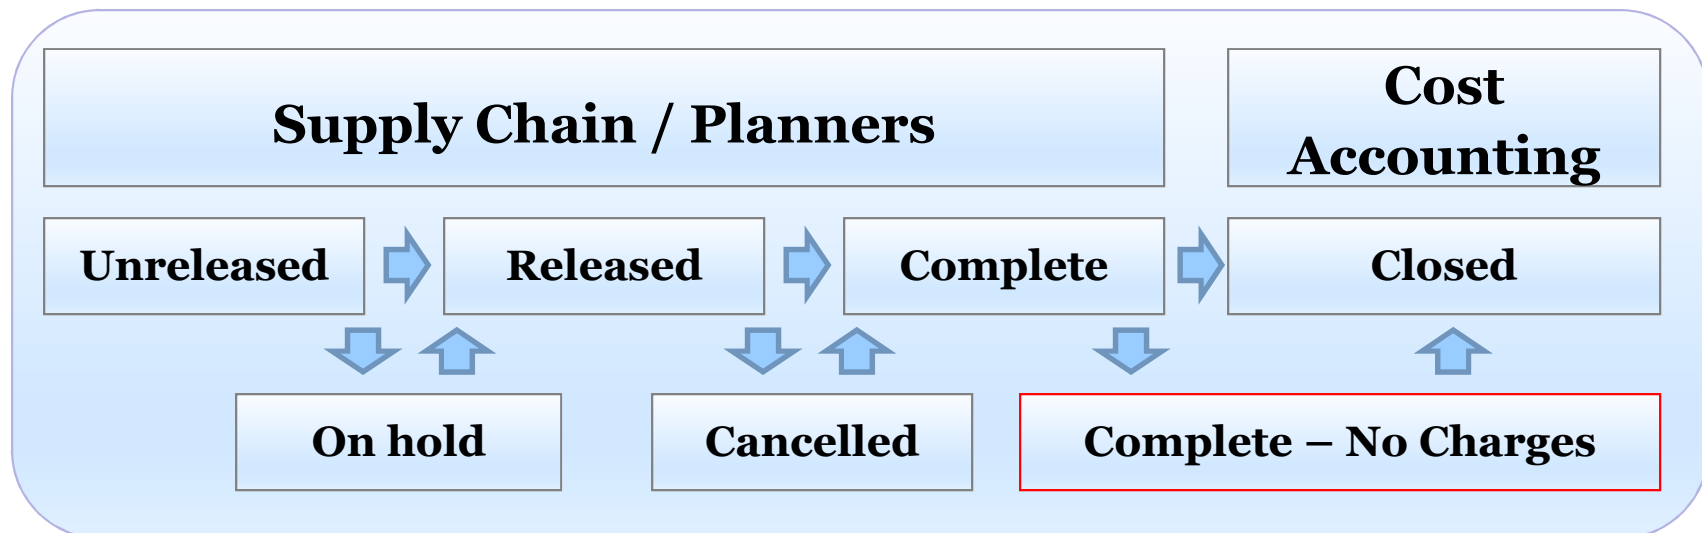 Supply Chain / Planners
Cost
Accounting
Unreleased
Released
Complete
Closed
On hold
Cancelled
Complete – No Charges